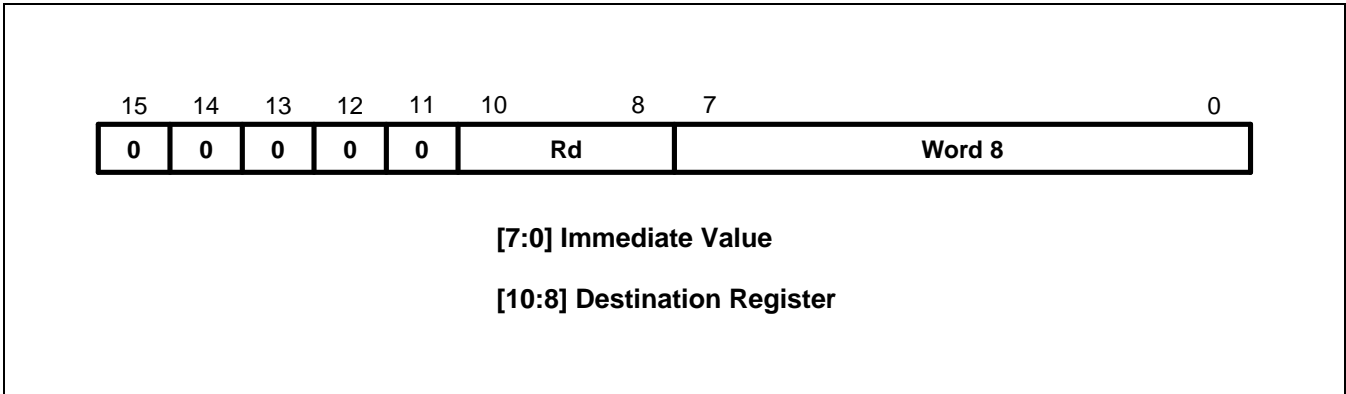 15 14 13 12 11 10 8 7 0
0 0 0 0 0 Rd Word 8
[7:0] Immediate Value
[10:8] Destination Register